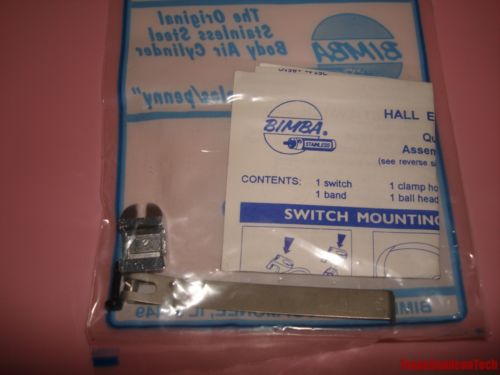 The Original
Stainless Steel
Body Air Cylinder
BIMBA
BIMBA®
STAINLESS
HALL E
Qu
Assem
(see reverse s
CONTENTS: 1 switch 1 clamp ho
1 band 1 ball head
SWITCH MOUNTING
BIM